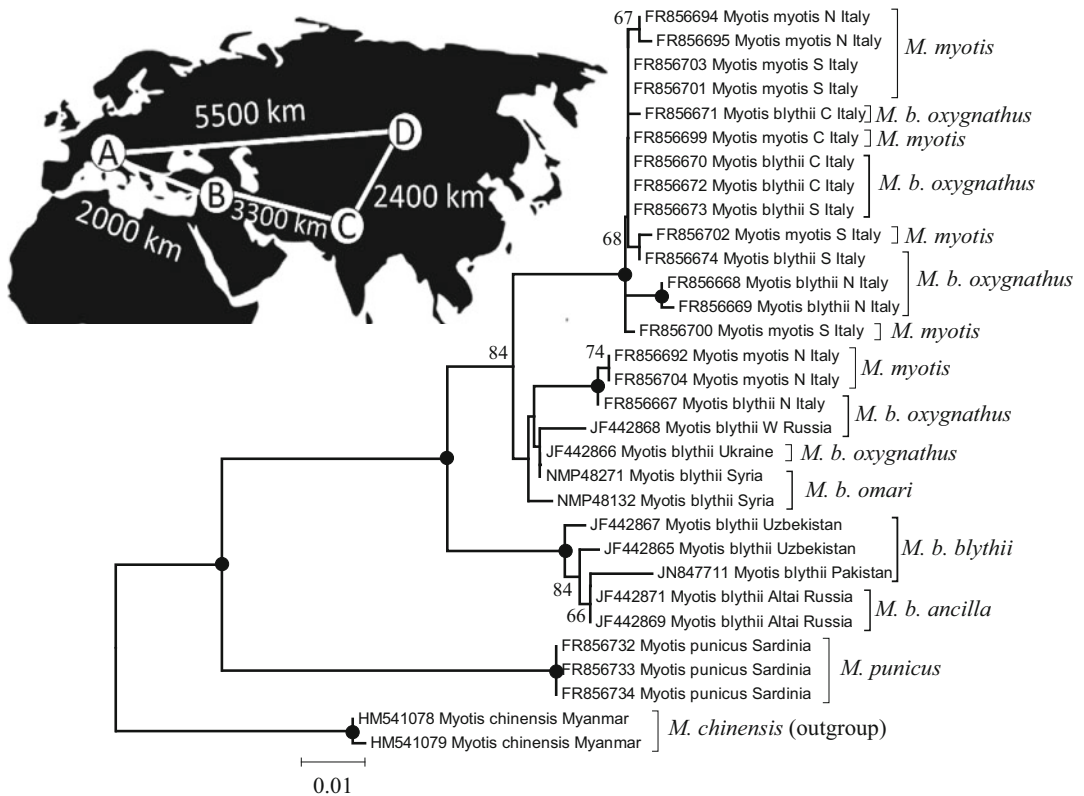 A
B
C
D
5500 km
2000 km
3300 km
2400 km
67
FR856694 Myotis myotis N Italy
FR856695 Myotis myotis N Italy
FR856703 Myotis myotis S Italy
FR856701 Myotis myotis S Italy
M. myotis
FR856671 Myotis blythii C Italy
M. b. oxygnathus
FR856699 Myotis myotis C Italy
M. myotis
FR856670 Myotis blythii C Italy
FR856672 Myotis blythii C Italy
FR856673 Myotis blythii S Italy
M. b. oxygnathus
68
FR856702 Myotis myotis S Italy
M. myotis
FR856674 Myotis blythii S Italy
FR856668 Myotis blythii N Italy
FR856669 Myotis blythii N Italy
M. b. oxygnathus
FR856700 Myotis myotis S Italy
M. myotis
84
74
FR856692 Myotis myotis N Italy
FR856704 Myotis myotis N Italy
M. myotis
FR856667 Myotis blythii N Italy
JF442868 Myotis blythii W Russia
M. b. oxygnathus
JF442866 Myotis blythii Ukraine
M. b. oxygnathus
NMP48271 Myotis blythii Syria
NMP48132 Myotis blythii Syria
M. b. omari
JF442867 Myotis blythii Uzbekistan
JF442865 Myotis blythii Uzbekistan
JN847711 Myotis blythii Pakistan
M. b. blythii
84
66
JF442871 Myotis blythii Altai Russia
JF442869 Myotis blythii Altai Russia
M. b. ancilla
FR856732 Myotis punicus Sardinia
FR856733 Myotis punicus Sardinia
FR856734 Myotis punicus Sardinia
M. punicus
HM541078 Myotis chinensis Myanmar
HM541079 Myotis chinensis Myanmar
M. chinensis (outgroup)
0.01